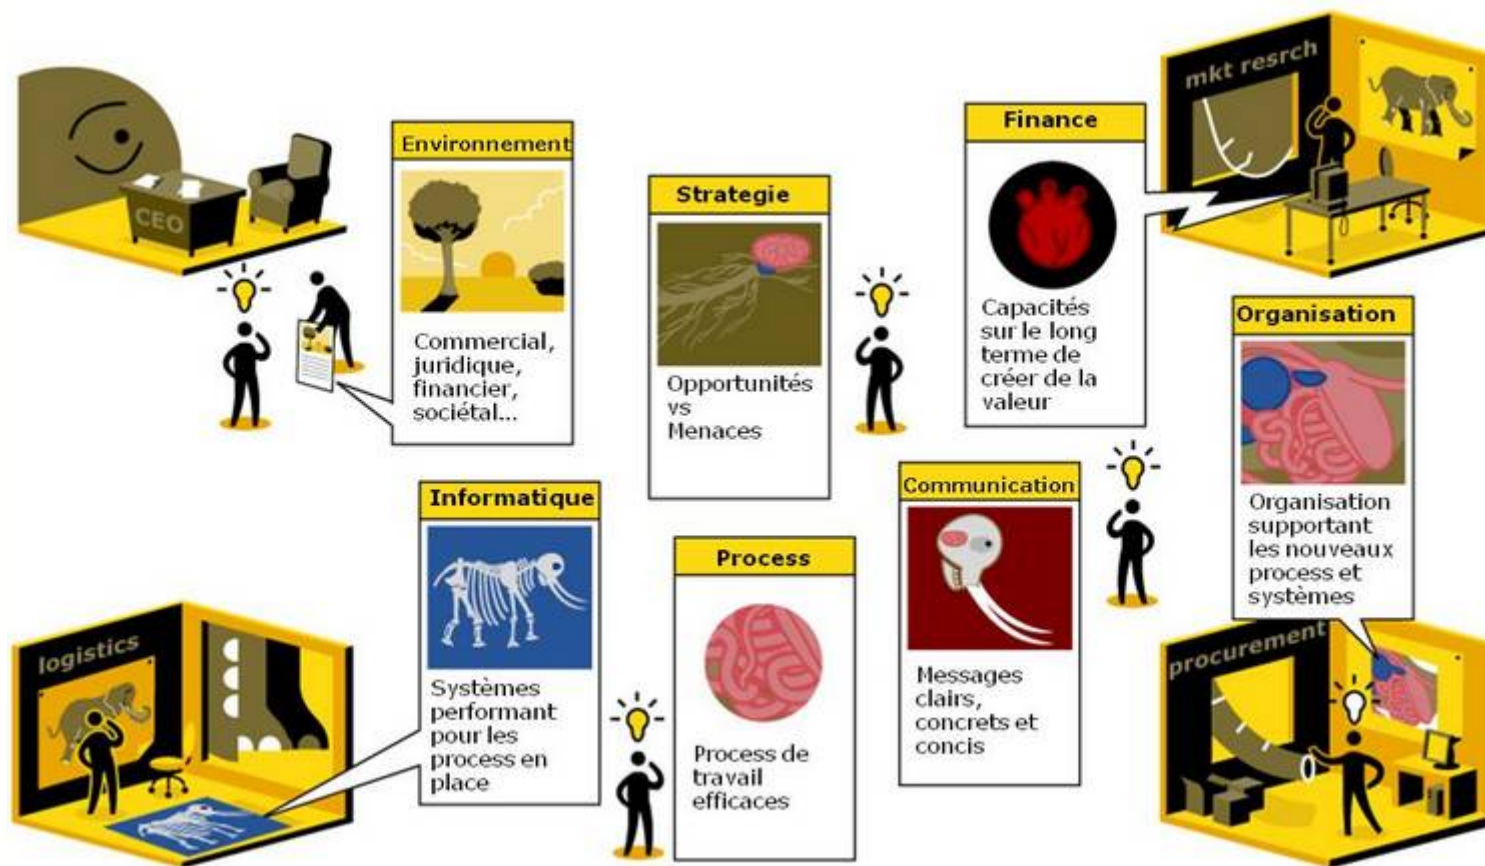 mkt resrch
Finance
Environnement
Strategie
CEO
Capacités
sur le long
terme de
créer de la
valeur
Organisation
Commercial,
juridique,
financier,
sociétal...
Opportunités
vs
Menaces
Communication
Informatique
Organisation
supportant
les nouveaux
process et
systèmes
Process
logistics
procurement
Messages
clairs,
concrets et
concis
Systèmes
performant
pour les
process en
place
Process de
travail
efficaces